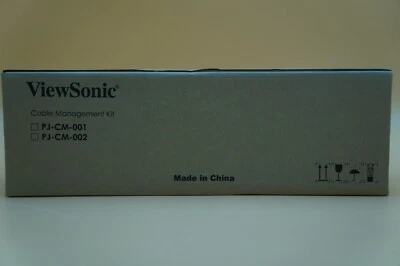 ViewSonic®
Cable Management Kit
PJ-CM-001
PJ-CM-002
Made in China